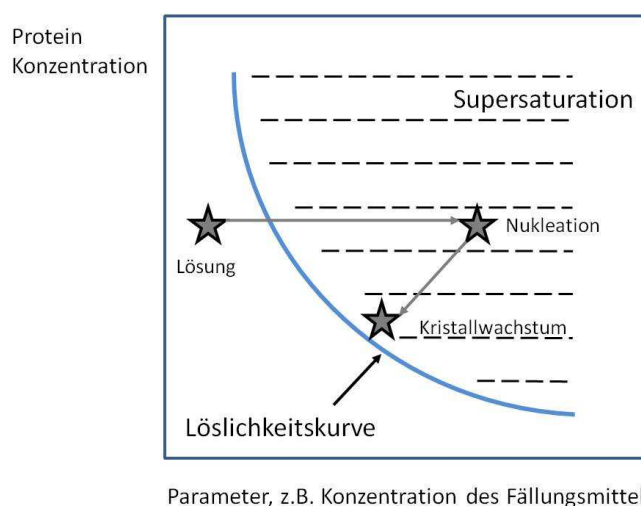 Protein
Konzentration
Supersaturation
Nukleation
Lösung
Kristallwachstum
Löslichkeitskurve
Parameter, z.B. Konzentration des Fällungsmittel